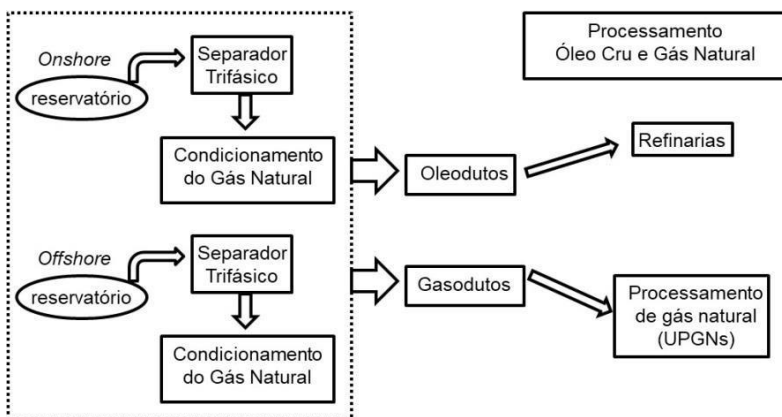 Onshore
reservatório
Separador
Trifásico
Condicionamento
do Gás Natural
Offshore
reservatório
Separador
Trifásico
Condicionamento
do Gás Natural
Oleodutos
Gasodutos
Processamento
Óleo Cru e Gás Natural
Refinarias
Processamento
de gás natural
(UPGNs)